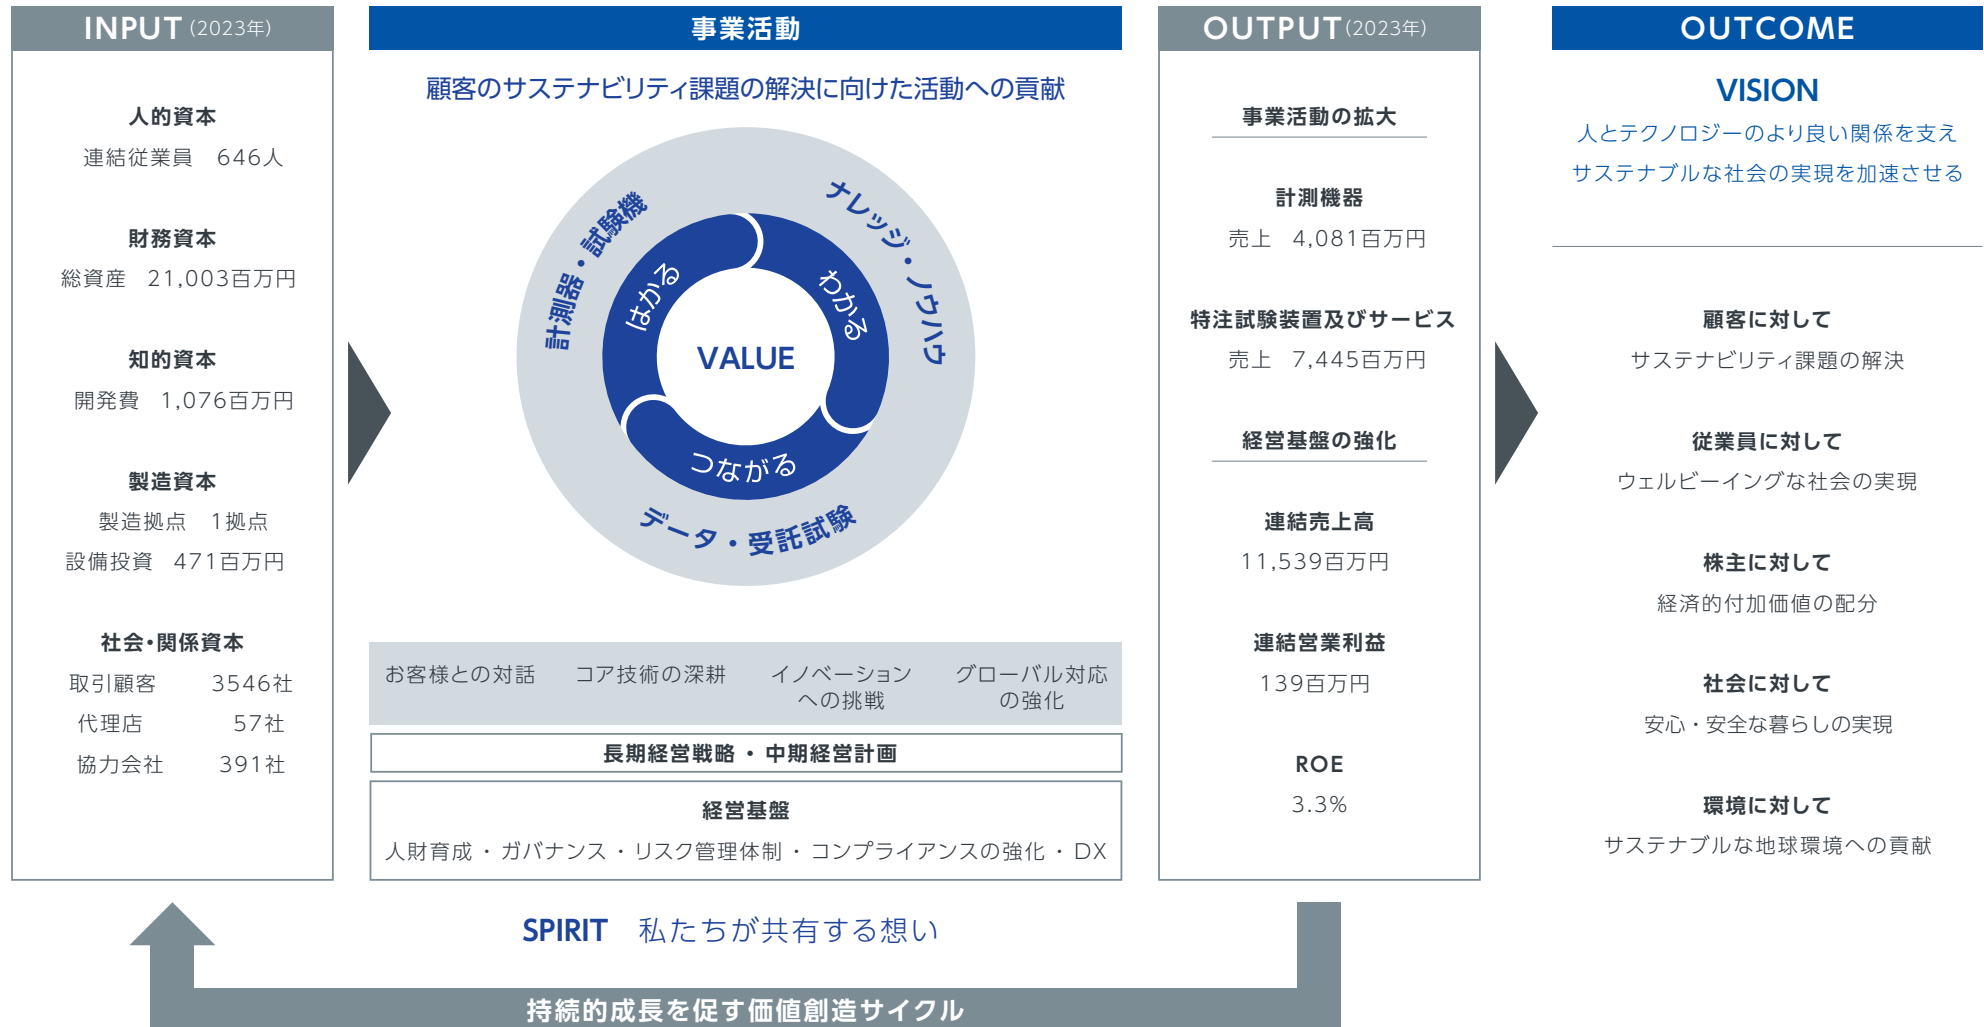 INPUT（2023年）
人的資本
連結従業員　646人
財務資本
総資産　21,003百万円
知的資本
開発費　1,076百万円
製造資本
製造拠点　1拠点
設備投資　471百万円
社会・関係資本
取引顧客　3546社
代理店　57社
協力会社　391社
事業活動
顧客のサステナビリティ課題の解決に向けた活動への貢献
計測器・試験機
ナレッジ・ノウハウ
データ・受託試験
はかる
わかる
つながる
VALUE
お客様との対話
コア技術の深耕
イノベーション
への挑戦
グローバル対応
の強化
長期経営戦略・中期経営計画
経営基盤
人財育成・ガバナンス・リスク管理体制・コンプライアンスの強化・DX
SPIRIT　私たちが共有する想い
OUTPUT（2023年）
事業活動の拡大
計測機器
売上　4,081百万円
特注試験装置及びサービス
売上　7,445百万円
経営基盤の強化
連結売上高
11,539百万円
連結営業利益
139百万円
ROE
3.3%
OUTCOME
VISION
人とテクノロジーのより良い関係を支え
サステナブルな社会の実現を加速させる
顧客に対して
サステナビリティ課題の解決
従業員に対して
ウェルビーイングな社会の実現
株主に対して
経済的付加価値の配分
社会に対して
安心・安全な暮らしの実現
環境に対して
サステナブルな地球環境への貢献
持続的成長を促す価値創造サイクル